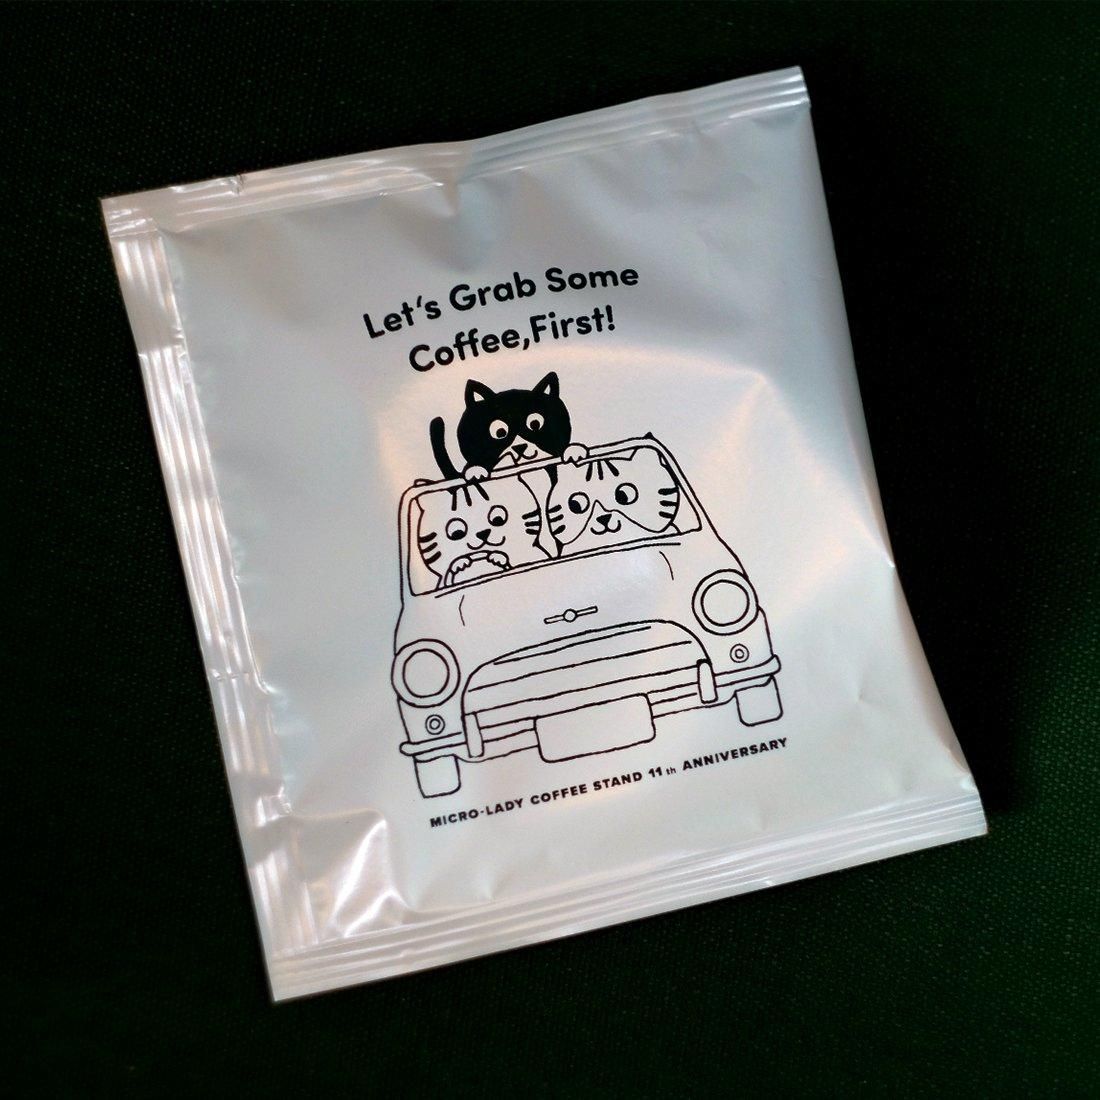 Let's Grab Some
Coffee,First!
MICRO-LADY COFFEE STAND 11th ANNIVERSARY